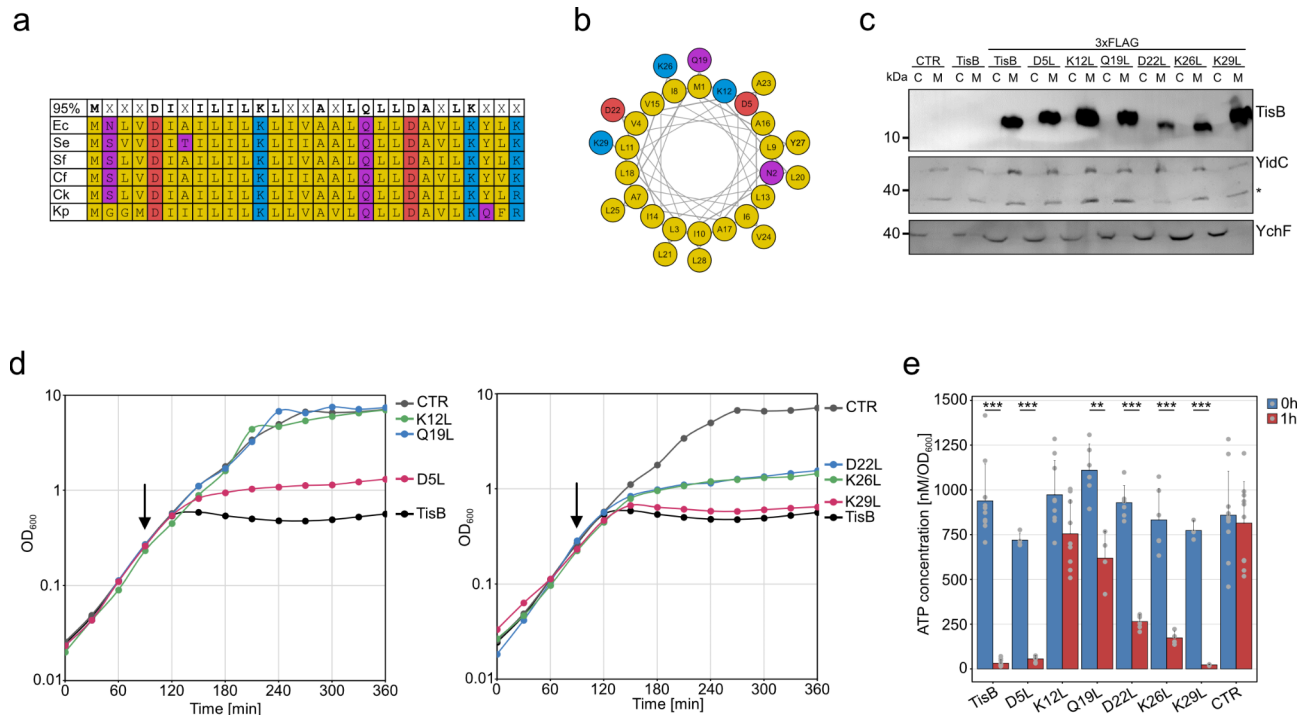 a
95% M X X X D I X I L I L K L X X A X L Q L L D A X L K X X X
Ec M N L V D I A I L I L K L I V A A L Q L L D A V L K Y L K
Se M S V V D I T I L I L K L I V A A L Q L L D A V L K Y L K
Sf M S L V D I A I L I L K L I V A A L Q L L D A V L K Y L K
Cf M S L V D I A I L I L K L I V A A L Q L L D A V L K Y L K
Ck M S L V D I A I L I L K L I V A A L Q L L D A V L K Y V K
Kp M G G M D I I I L I L K L I V A V L Q L L D A V L K Q F R
b
Q19
K26
A23
M1
I8
K12
V15
D5
D22
V4
A16
K29
L11
L9
Y27
L18
N2
L20
A7
L13
L25
I14
I6
L3
I10
A17
V24
L21
L28
c
3xFLAG
CTR TisB TisB D5L K12L Q19L D22L K26L K29L
kDa C M C M C M C M C M C M C M C M C M
TisB
10
YidC
40
*
40
YchF
d
10
1
0.1
0.01
OD600
0 60 120 180 240 300 360
Time [min]
CTR
K12L
Q19L
D5L
TisB
10
1
0.1
0.01
OD600
0 60 120 180 240 300 360
Time [min]
CTR
D22L
K26L
K29L
TisB
e
ATP concentration [nM/OD600]
1500
1250
1000
750
500
250
0
*** *** ** *** *** ***
0h
1h
TisB D5L K12L Q19L D22L K26L K29L CTR